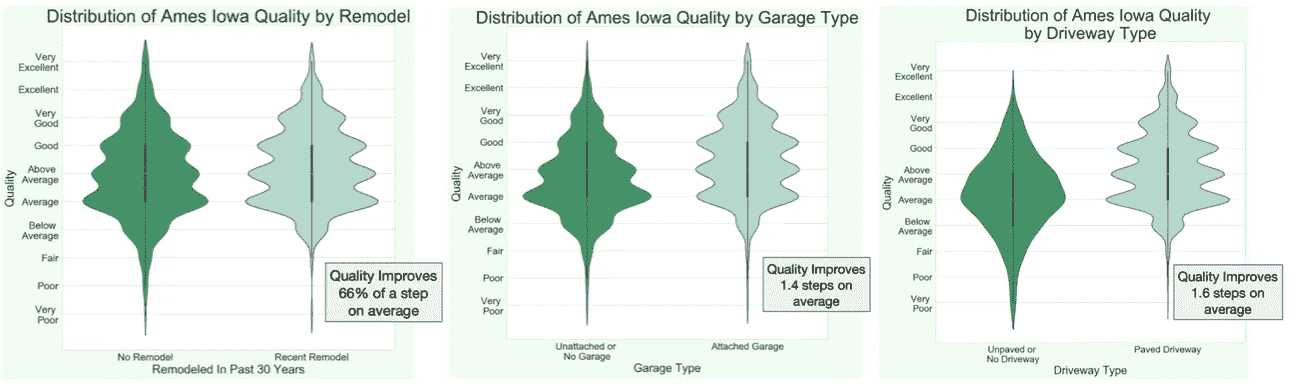 Distribution of Ames Iowa Quality by Remodel
Very
Excellent
Excellent
Very
Good
Good
Above
Average
Average
Below
Average
Fair
Poor
Very
Poor
Quality
Quality Improves
66% of a step
on average
No Remodel
Recent Remodel
Remodeled In Past 30 Years
Distribution of Ames Iowa Quality by Garage Type
Very
Excellent
Excellent
Very
Good
Good
Above
Average
Average
Below
Average
Fair
Poor
Very
Poor
Quality
Quality Improves
1.4 steps on
average
Unattached or
No Garage
Attached Garage
Garage Type
Distribution of Ames Iowa Quality
by Driveway Type
Very
Excellent
Excellent
Very
Good
Good
Above
Average
Average
Below
Average
Fair
Poor
Very
Poor
Quality
Quality Improves
1.6 steps on
average
Unpaved or
No Driveway
Paved Driveway
Driveway Type